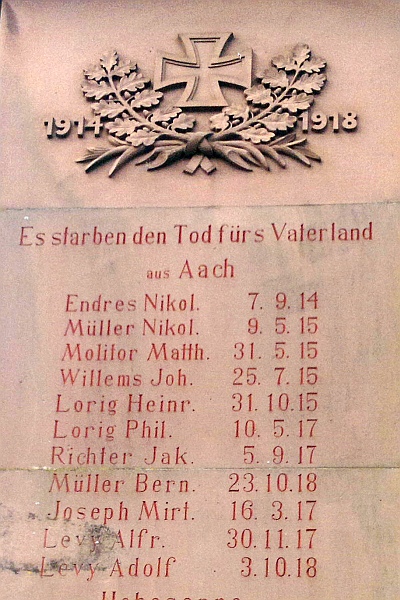 1914 1918
Es starben den Tod fürs Vaterland
aus Aach
Endres Nikol. 7. 9. 14
Müller Nikol. 9. 5. 15
Molitor Matth. 31. 5. 15
Willems Joh. 25. 7. 15
Lorig Heinr. 31. 10. 15
Lorig Phil. 10. 5. 17
Richter Jak. 5. 9. 17
Müller Bern. 23. 10. 18
Joseph Mirt. 16. 3. 17
Levy Alfr. 30. 11. 17
Levy Adolf 3. 10. 18